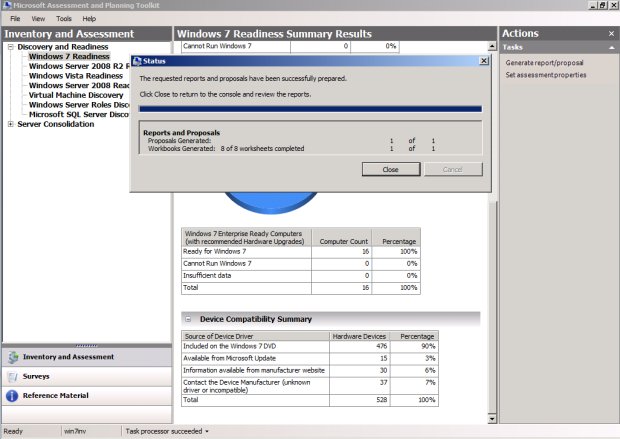 Microsoft Assessment and Planning Toolkit
File View Tools Help
Inventory and Assessment
Discovery and Readiness
Windows 7 Readiness
Windows Server 2008 R2 R
Windows Vista Readiness
Windows Server 2008 Read
Virtual Machine Discovery
Windows Server Roles Disco
Microsoft SQL Server Disco
Server Consolidation
Inventory and Assessment
Surveys
Reference Material
Windows 7 Readiness Summary Results
Cannot Run Windows 7 0 0%
Status
The requested reports and proposals have been successfully prepared.
Click Close to return to the console and review the reports.
Reports and Proposals
Proposals Generated: 1 of 1
Workbooks Generated: 8 of 8 worksheets completed 1 of 1
Close Cancel
Windows 7 Enterprise Ready Computers
(with recommended Hardware Upgrades) Computer Count Percentage
Ready for Windows 7 16 100%
Cannot Run Windows 7 0 0%
Insufficient data 0 0%
Total 16 100%
Device Compatibility Summary
Source of Device Driver Hardware Devices Percentage
Included on the Windows 7 DVD 476 90%
Available from Microsoft Update 15 3%
Information available from manufacturer website 30 6%
Contact the Device Manufacturer (unknown
driver or incompatible) 37 7%
Total 528 100%
Actions
Tasks
Generate report/proposal
Set assessment properties
Ready win7inv Task processor succeeded